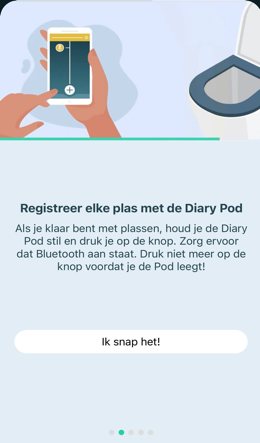 Registreer elke plas met de Diary Pod
Als je klaar bent met plassen, houd je de Diary
Pod stil en druk je op de knop. Zorg ervoor
dat Bluetooth aan staat. Druk niet meer op de
knop voordat je de Pod leegt!
Ik snap het!